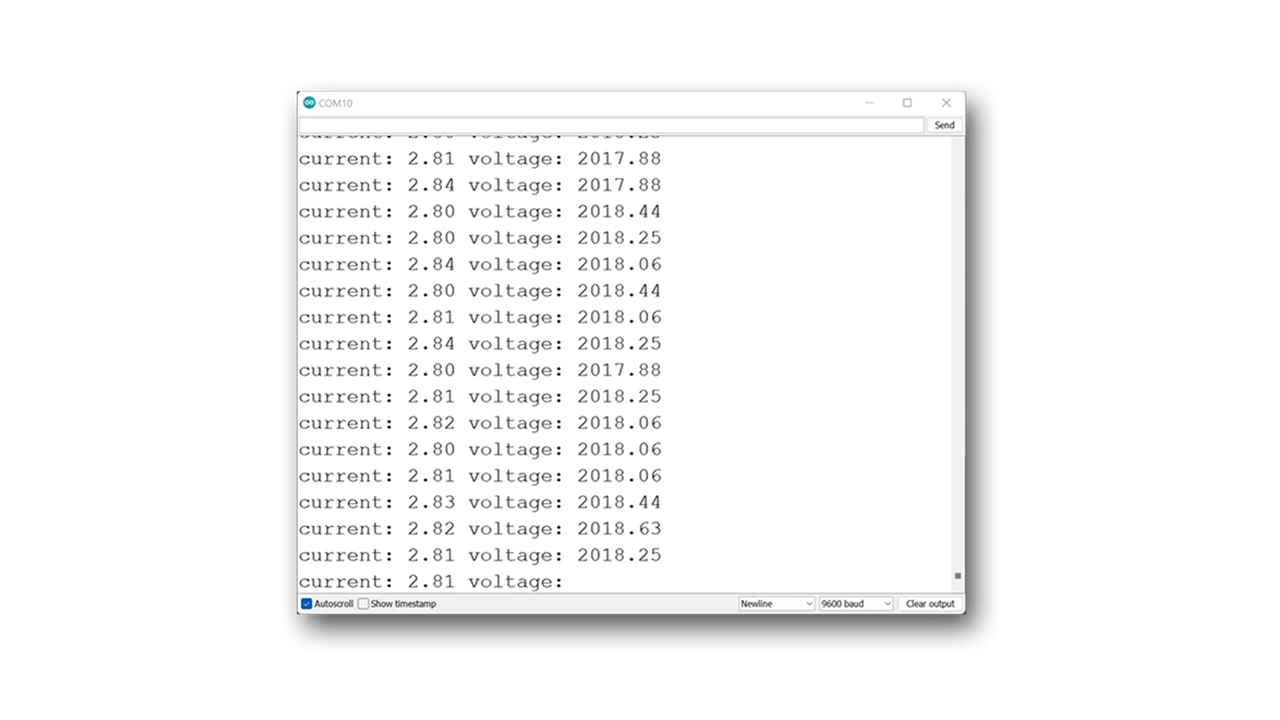 COM10
Send
current: 2.81 voltage: 2017.88
current: 2.84 voltage: 2017.88
current: 2.80 voltage: 2018.44
current: 2.80 voltage: 2018.25
current: 2.84 voltage: 2018.06
current: 2.80 voltage: 2018.44
current: 2.81 voltage: 2018.06
current: 2.84 voltage: 2018.25
current: 2.80 voltage: 2017.88
current: 2.81 voltage: 2018.25
current: 2.82 voltage: 2018.06
current: 2.80 voltage: 2018.06
current: 2.81 voltage: 2018.06
current: 2.83 voltage: 2018.44
current: 2.82 voltage: 2018.63
current: 2.81 voltage: 2018.25
current: 2.81 voltage:
Autoscroll Show timestamp Newline 9600 baud Clear output